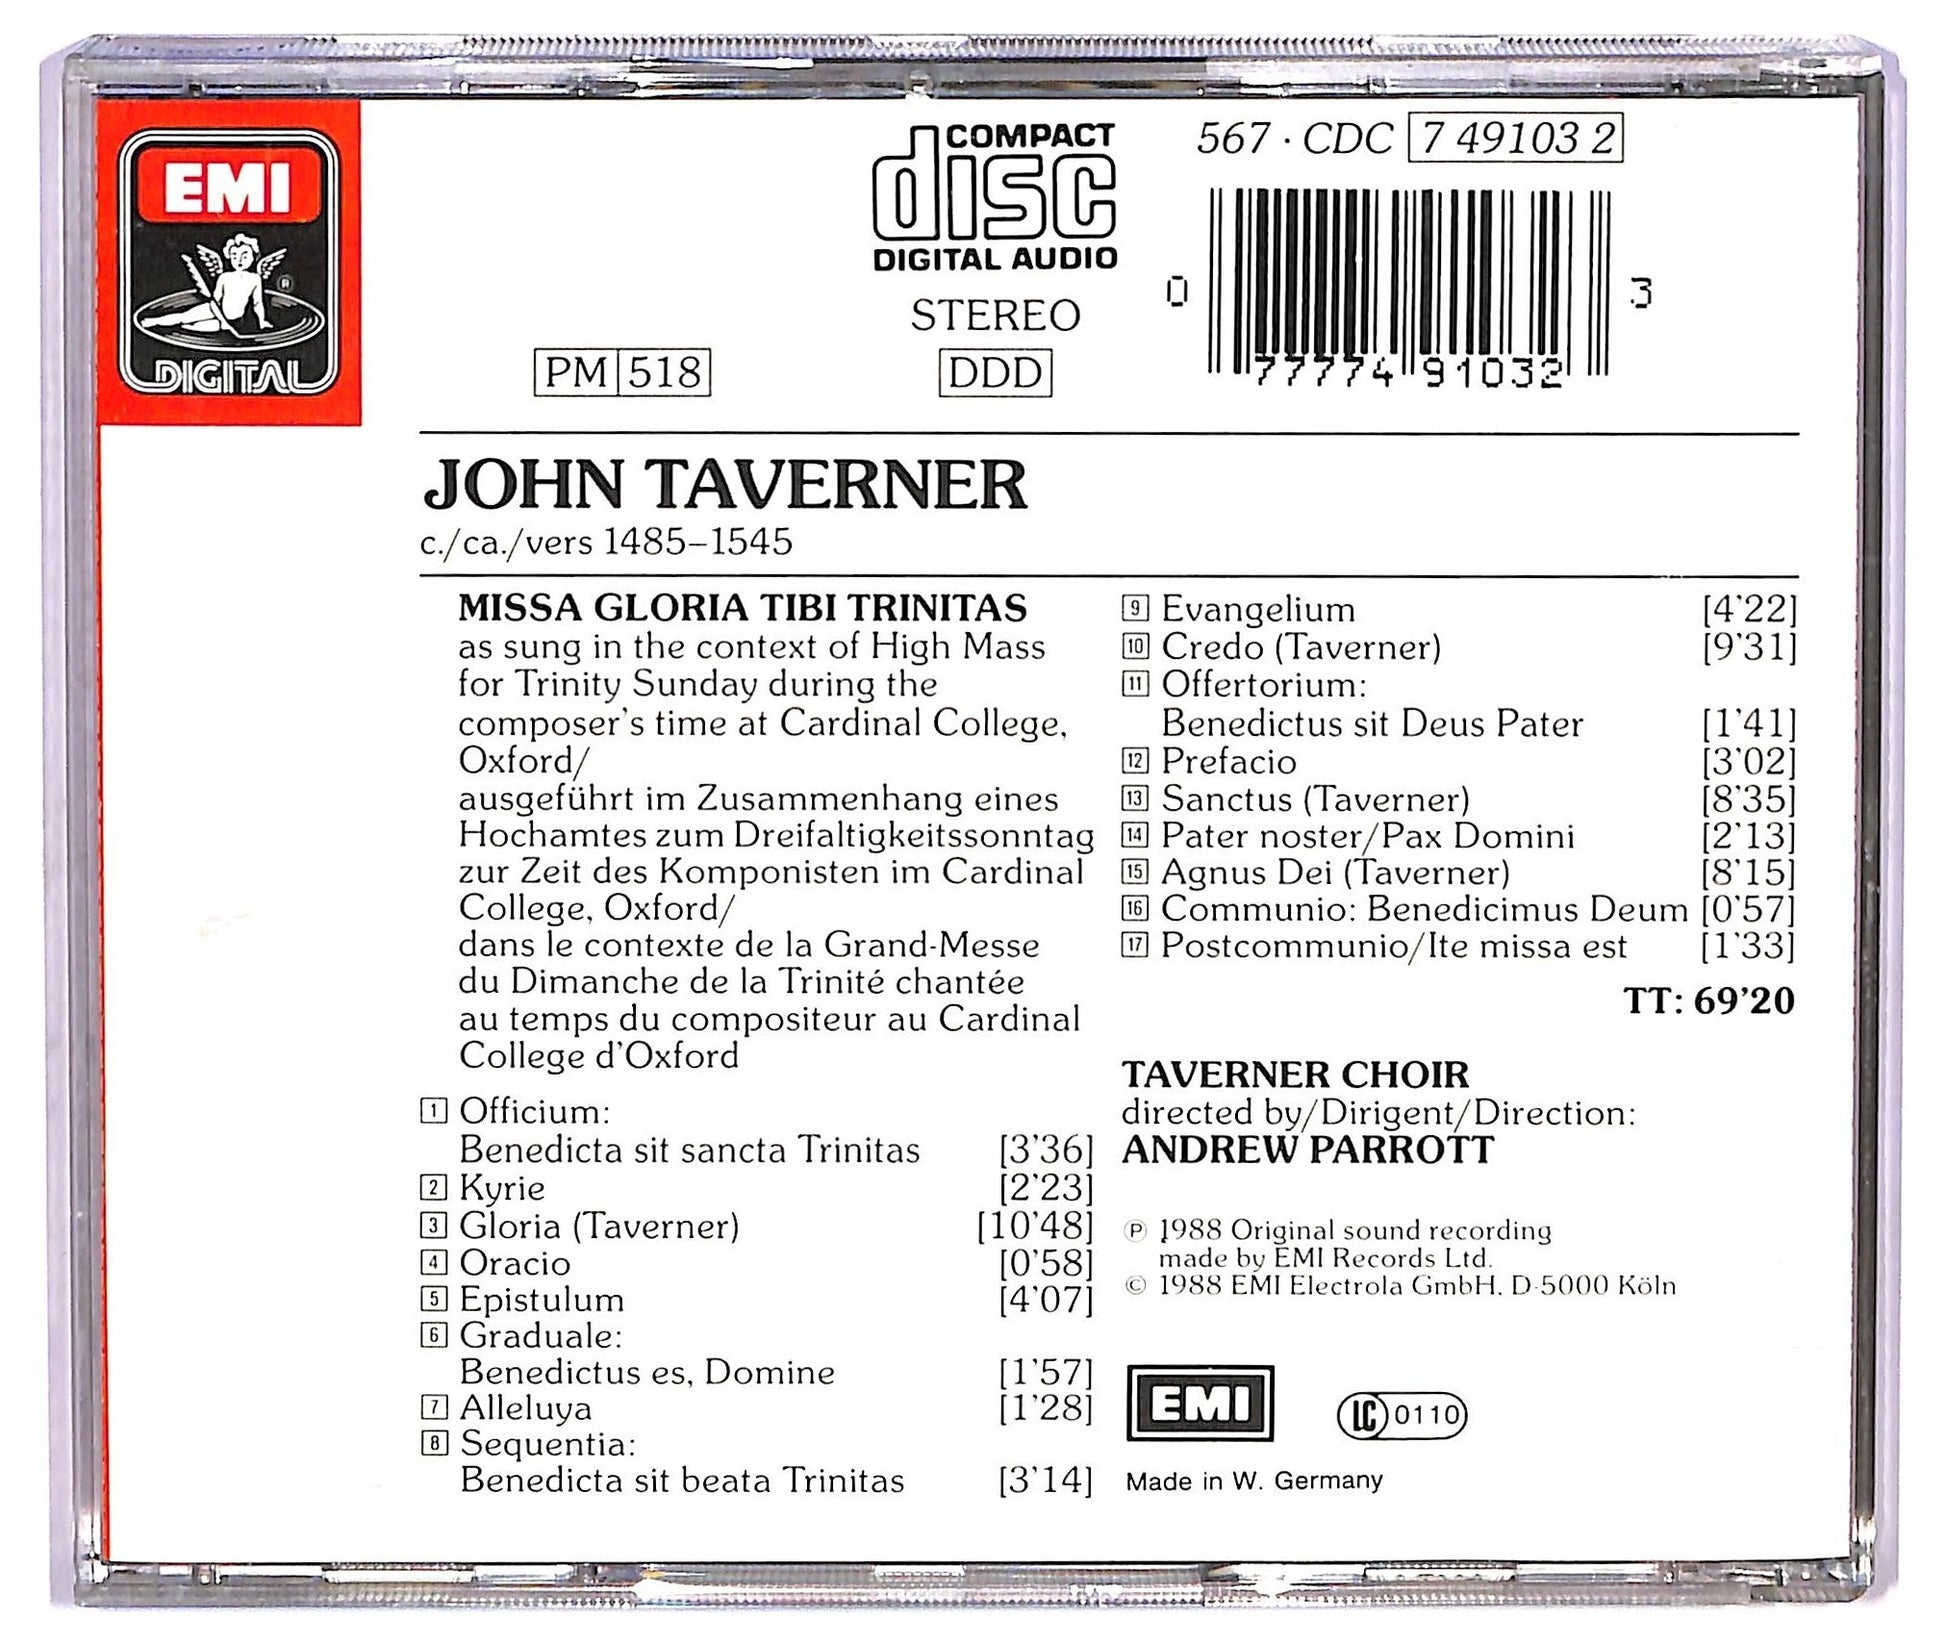 EMI
DIGITAL
COMPACT
disc
DIGITAL AUDIO
STEREO
PM 518
DDD
567 · CDC 7 49103 2
0 77774 91032 3
JOHN TAVERNER
c./ca./vers 1485–1545
MISSA GLORIA TIBI TRINITAS
as sung in the context of High Mass
for Trinity Sunday during the
composer's time at Cardinal College,
Oxford/
ausgeführt im Zusammenhang eines
Hochamtes zum Dreifaltigkeitssonntag
zur Zeit des Komponisten im Cardinal
College, Oxford/
dans le contexte de la Grand-Messe
du Dimanche de la Trinité chantée
au temps du compositeur au Cardinal
College d'Oxford
1 Officium:
Benedicta sit sancta Trinitas [3'36]
2 Kyrie [2'23]
3 Gloria (Taverner) [10'48]
4 Oracio [0'58]
5 Epistulum [4'07]
6 Graduale:
Benedictus es, Domine [1'57]
7 Alleluya [1'28]
8 Sequentia:
Benedicta sit beata Trinitas [3'14]
9 Evangelium [4'22]
10 Credo (Taverner) [9'31]
11 Offertorium:
Benedictus sit Deus Pater [1'41]
12 Prefacio [3'02]
13 Sanctus (Taverner) [8'35]
14 Pater noster/Pax Domini [2'13]
15 Agnus Dei (Taverner) [8'15]
16 Communio: Benedicimus Deum [0'57]
17 Postcommunio/Ite missa est [1'33]
TT: 69'20
TAVERNER CHOIR
directed by/Dirigent/Direction:
ANDREW PARROTT
℗ 1988 Original sound recording
made by EMI Records Ltd.
© 1988 EMI Electrola GmbH, D-5000 Köln
EMI
LC 0110
Made in W. Germany